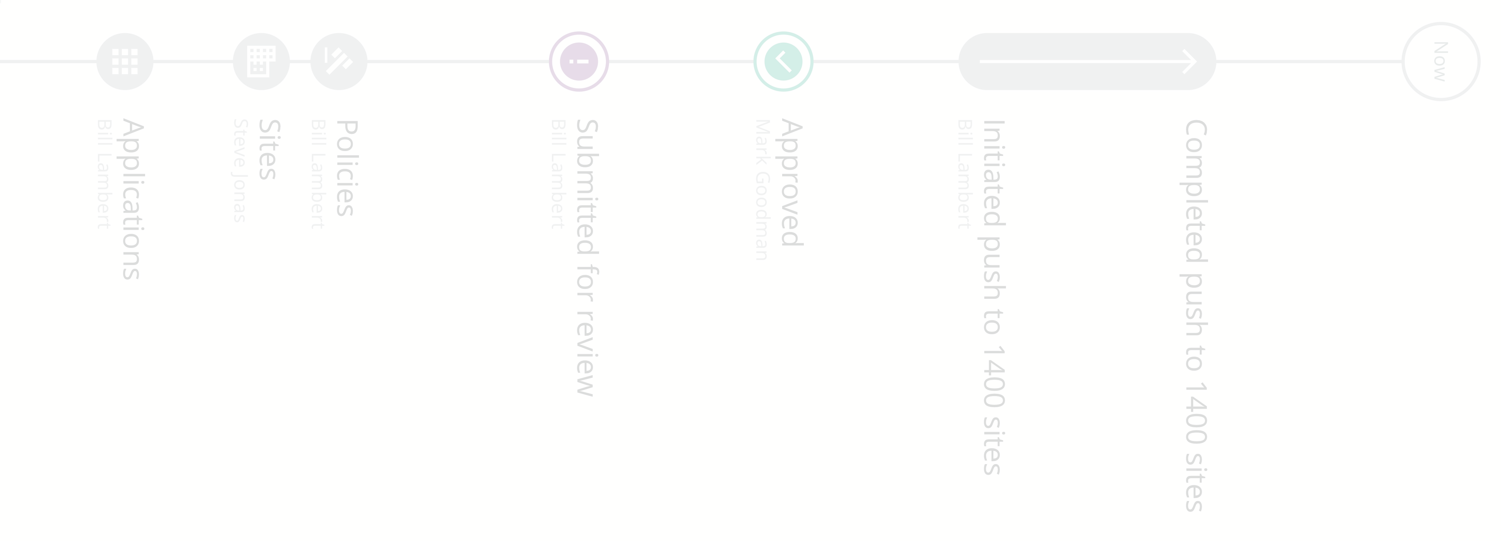 Now
Completed push to 1400 sites
Initiated push to 1400 sites
Bill Lambert
Approved
Mark Goodman
Submitted for review
Bill Lambert
Policies
Bill Lambert
Sites
Steve Jonas
Applications
Bill Lambert